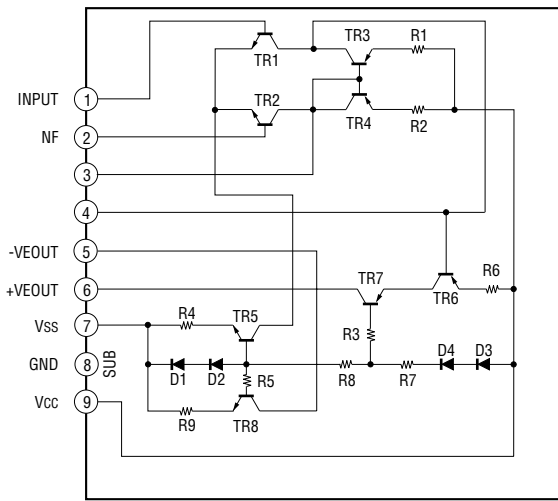 TR3
R1
TR1
INPUT
1
TR2
TR4
R2
NF
2
3
4
-VEOUT
5
+VEOUT
6
TR7
TR6
R6
Vss
7
R4
TR5
R3
D4
D3
GND
8
SUB
D1
D2
R5
R8
R7
Vcc
9
R9
TR8